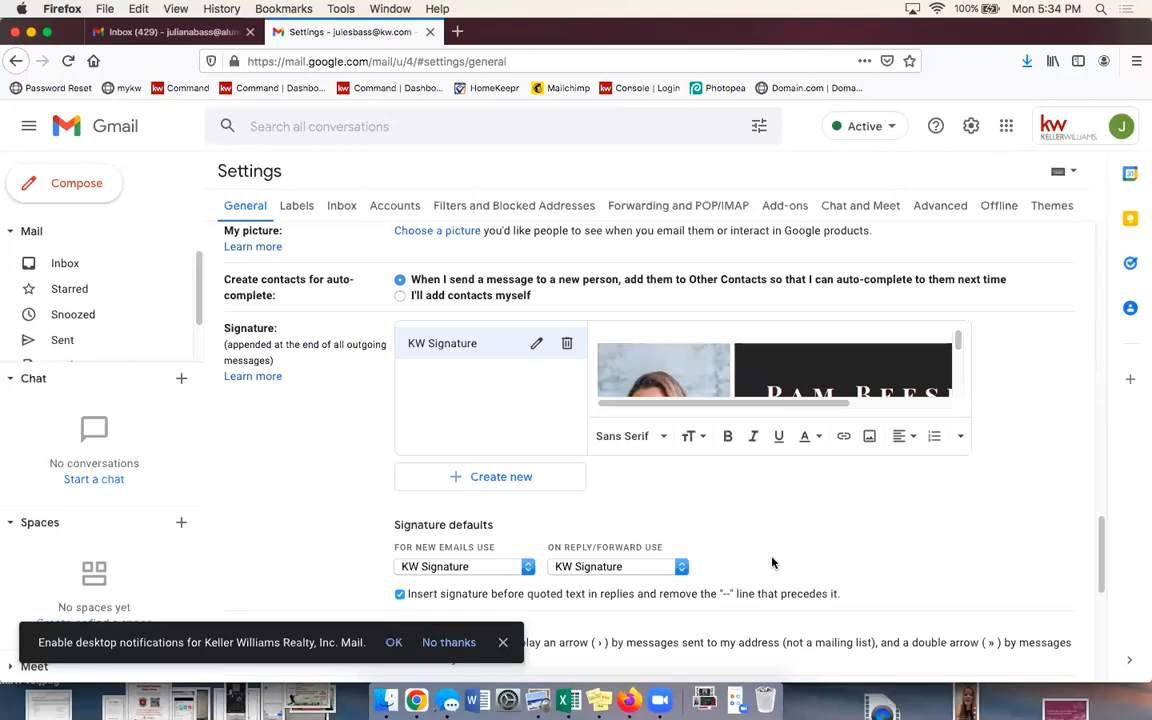 Firefox File Edit View History Bookmarks Tools Window Help 100% Mon 5:34 PM
Inbox (429) - julianabass@alun Settings - julesbass@kw.com -
https://mail.google.com/mail/u/4/#settings/general
Password Reset mykw Command Command | Dashbo... Command | Dashbo... HomeKeepr Mailchimp Console | Login Photopea Domain.com | Doma...
Gmail Search all conversations Active kw KELLERWILLIAMS. J
Compose
Settings
General Labels Inbox Accounts Filters and Blocked Addresses Forwarding and POP/IMAP Add-ons Chat and Meet Advanced Offline Themes
Mail
Inbox
Starred
Snoozed
Sent
Chat
No conversations
Start a chat
Spaces
No spaces yet
Meet
My picture: Choose a picture you'd like people to see when you email them or interact in Google products.
Learn more
Create contacts for auto-complete:
When I send a message to a new person, add them to Other Contacts so that I can auto-complete to them next time
I'll add contacts myself
Signature:
(appended at the end of all outgoing messages)
Learn more
KW Signature
PAM REESE
Sans Serif
Create new
Signature defaults
FOR NEW EMAILS USE ON REPLY/FORWARD USE
KW Signature KW Signature
Insert signature before quoted text in replies and remove the "--" line that precedes it.
Enable desktop notifications for Keller Williams Realty, Inc. Mail. OK No thanks
play an arrow ( › ) by messages sent to my address (not a mailing list), and a double arrow ( » ) by messages